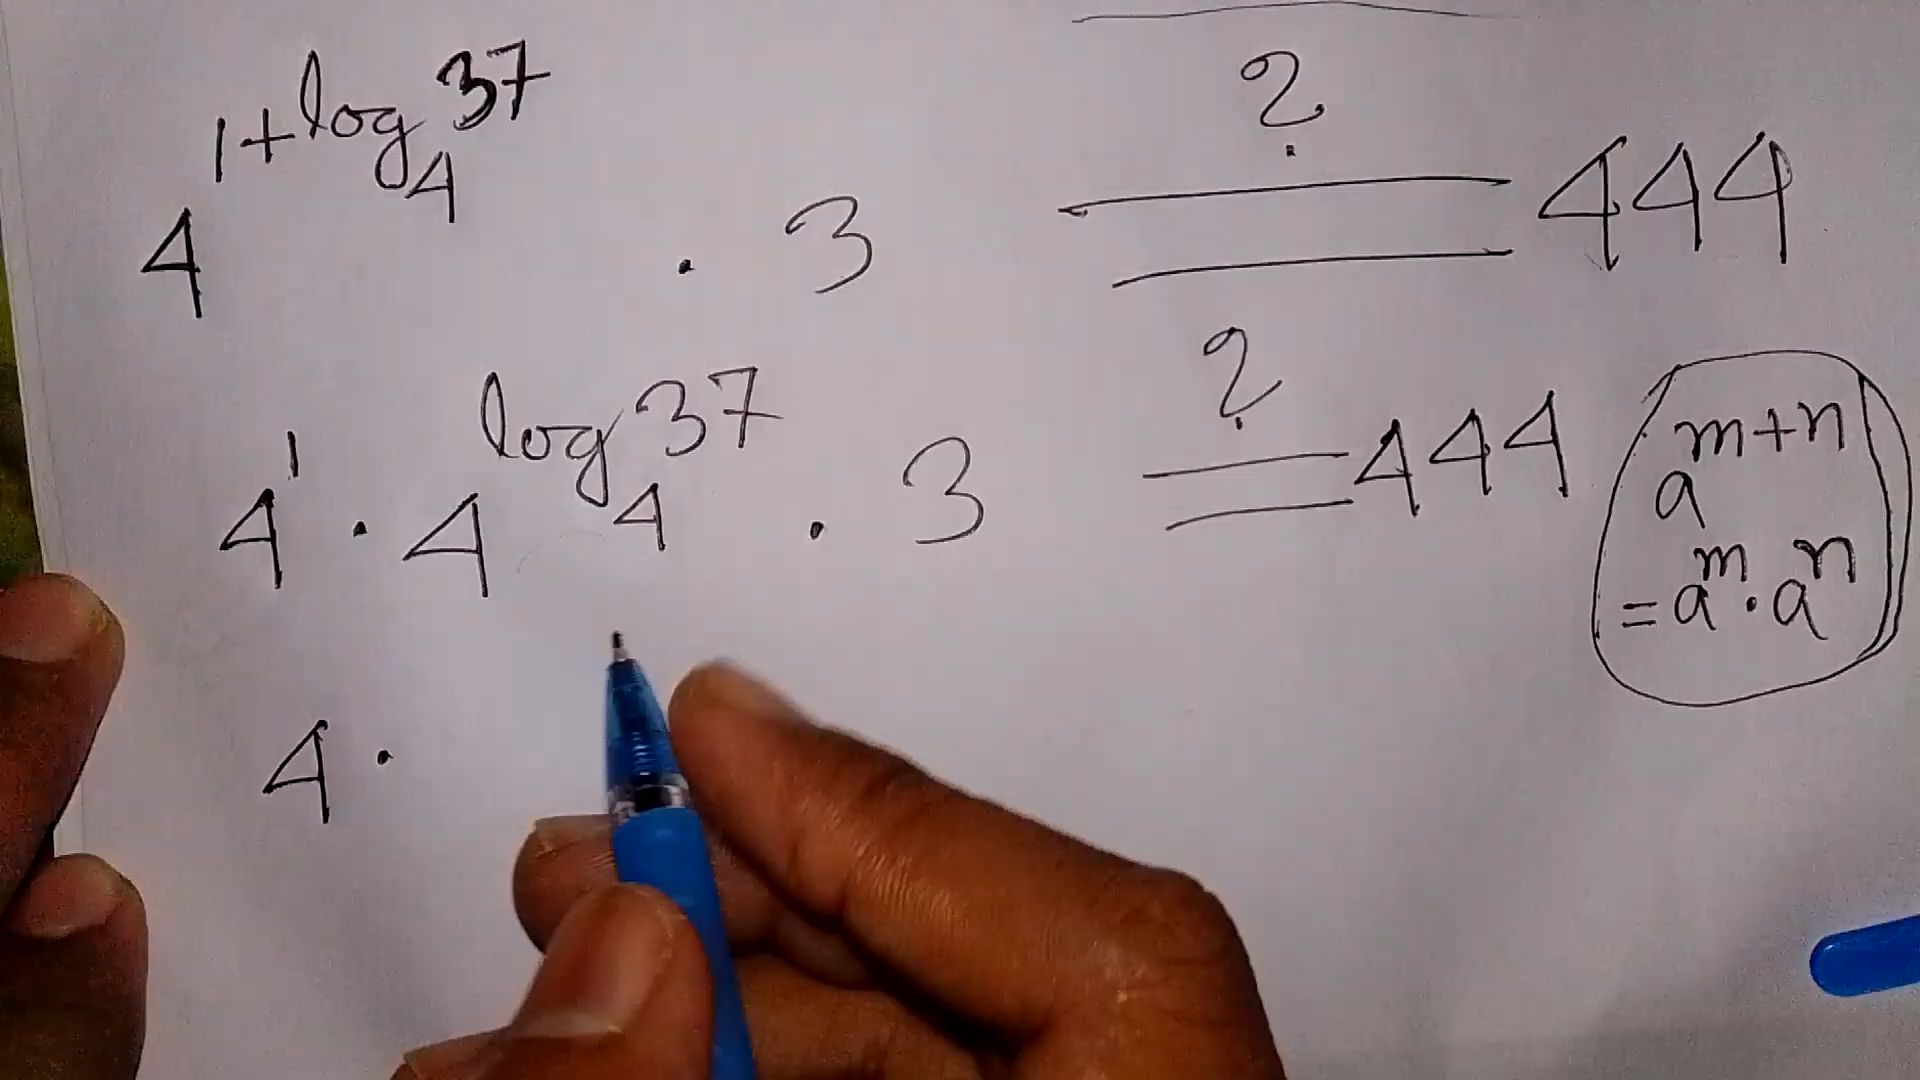 4^{1+log_4 37} . 3 ≟ 444
4^1 . 4^{log_4 37} . 3 ≟ 444
a^{m+n}
= a^m . a^n
4 .